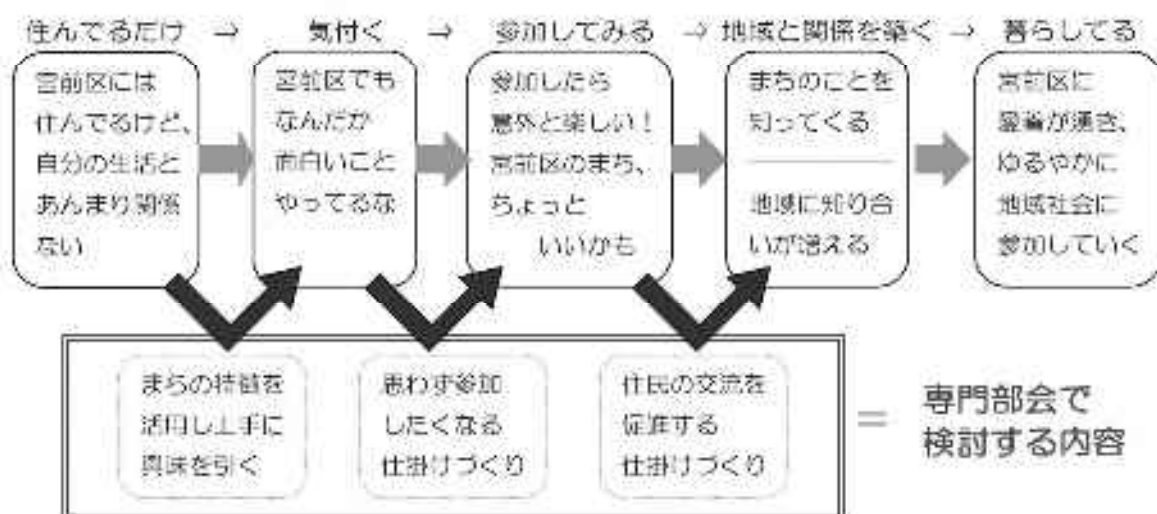 住んでるだけ → 気付く → 参加してみる → 地域と関係を築く → 暮らしてる
宮前区には
住んでるけど、
自分の生活と
あんまり関係
ない
宮前区でも
なんだか
面白いこと
やってるな
参加したら
意外と楽しい！
宮前区のまち、
ちょっと
いいかも
まちのことを
知ってくる
地域に知り合
いが増える
宮前区に
愛着が湧き、
ゆるやかに
地域社会に
参加していく
まちの特徴を
活用し上手に
興味を引く
思わず参加
したくなる
仕掛けづくり
住民の交流を
促進する
仕掛けづくり
＝ 専門部会で
検討する内容